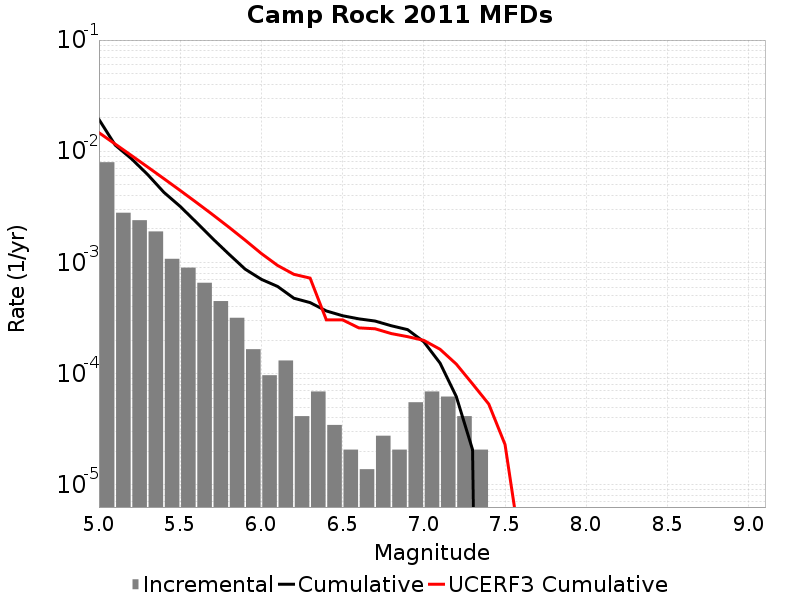 Camp Rock 2011 MFDs
10^-1
10^-2
10^-3
10^-4
10^-5
Rate (1/yr)
5.0 5.5 6.0 6.5 7.0 7.5 8.0 8.5 9.0
Magnitude
Incremental Cumulative UCERF3 Cumulative